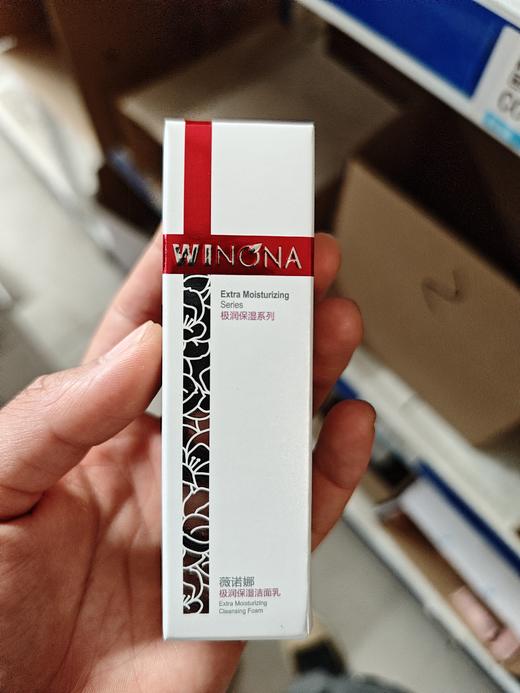 WINONA
Extra Moisturizing
Series
极润保湿系列
薇诺娜
极润保湿洁面乳
Extra Moisturizing
Cleansing Foam